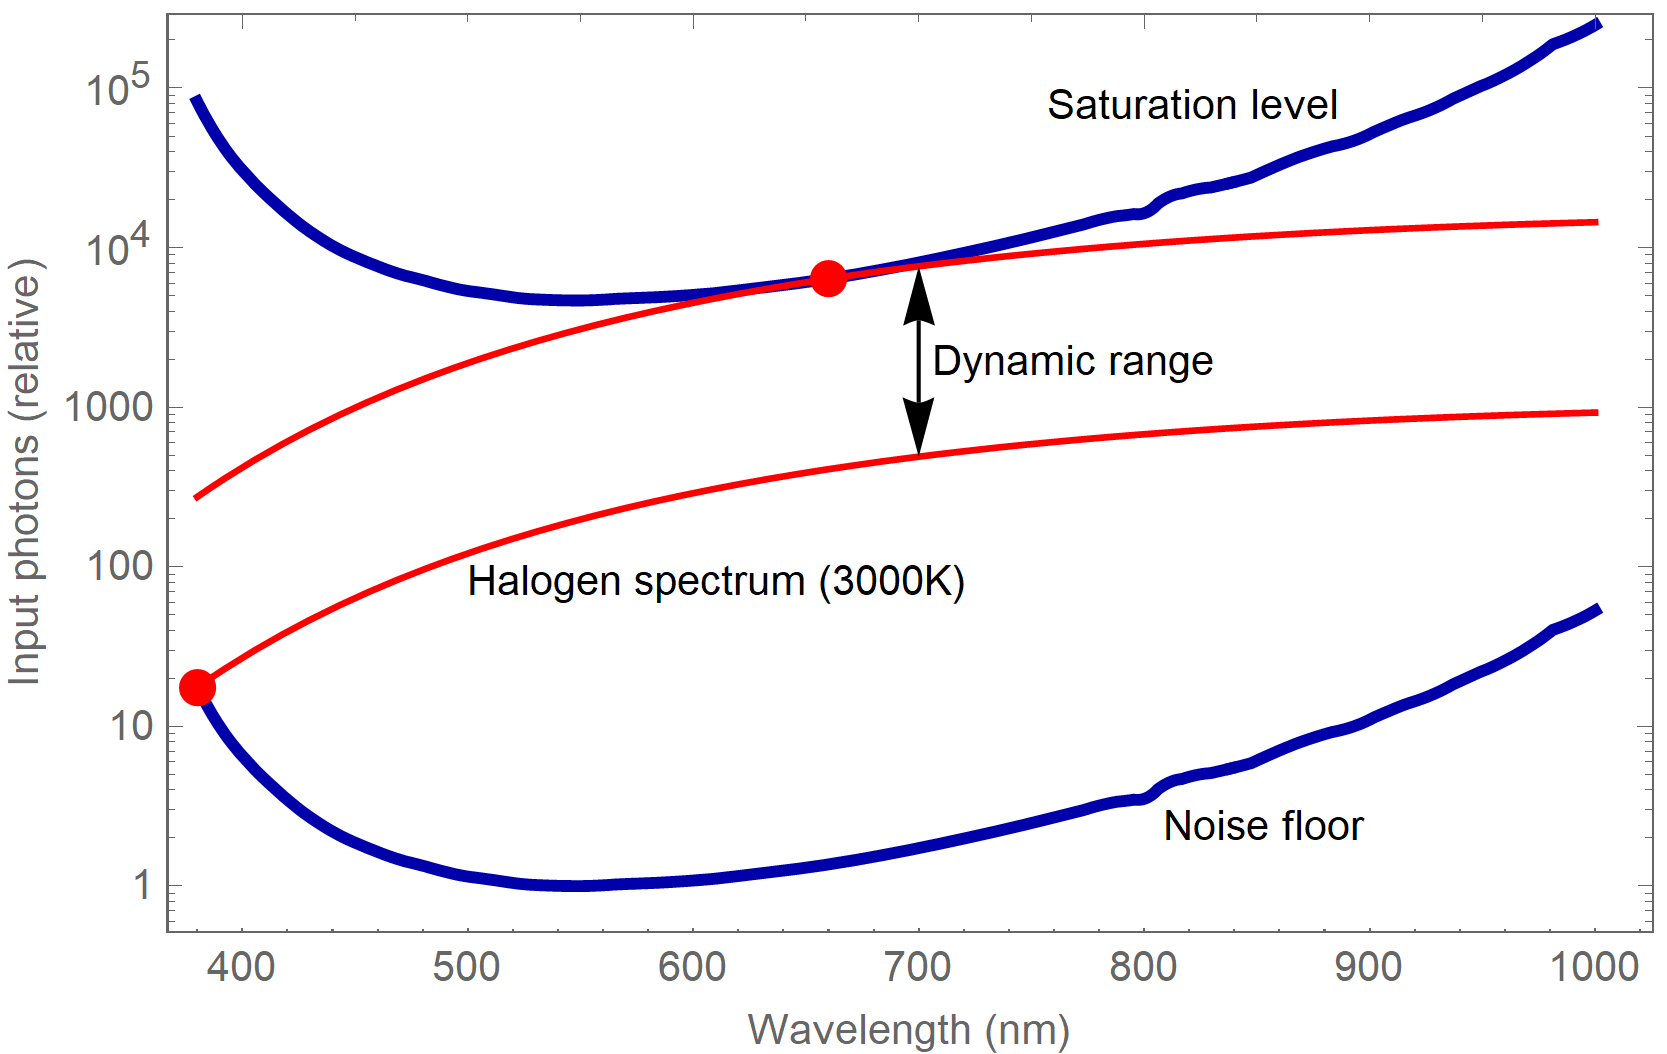 Input photons (relative)
10^5
10^4
1000
100
10
1
Saturation level
Dynamic range
Halogen spectrum (3000K)
Noise floor
400 500 600 700 800 900 1000
Wavelength (nm)